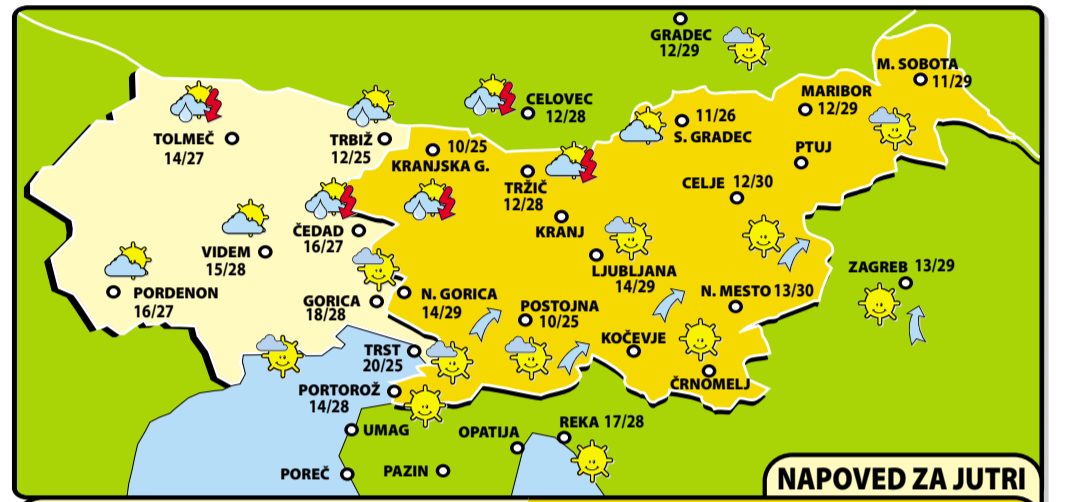 GRADEC
12/29
M. SOBOTA
11/29
MARIBOR
12/29
CELOVEC
12/28
11/26
S. GRADEC
TOLMEČ
14/27
TRBIŽ
12/25
10/25
KRANJSKA G.
PTUJ
TRŽIČ
12/28
CELJE 12/30
KRANJ
ČEDAD
16/27
VIDEM
15/28
LJUBLJANA
14/29
ZAGREB 13/29
PORDENON
16/27
GORICA
18/28
N. GORICA
14/29
POSTOJNA
10/25
N. MESTO 13/30
KOČEVJE
TRST
20/25
ČRNOMELJ
PORTOROŽ
14/28
UMAG
OPATIJA
REKA 17/28
POREČ
PAZIN
NAPOVED ZA JUTRI